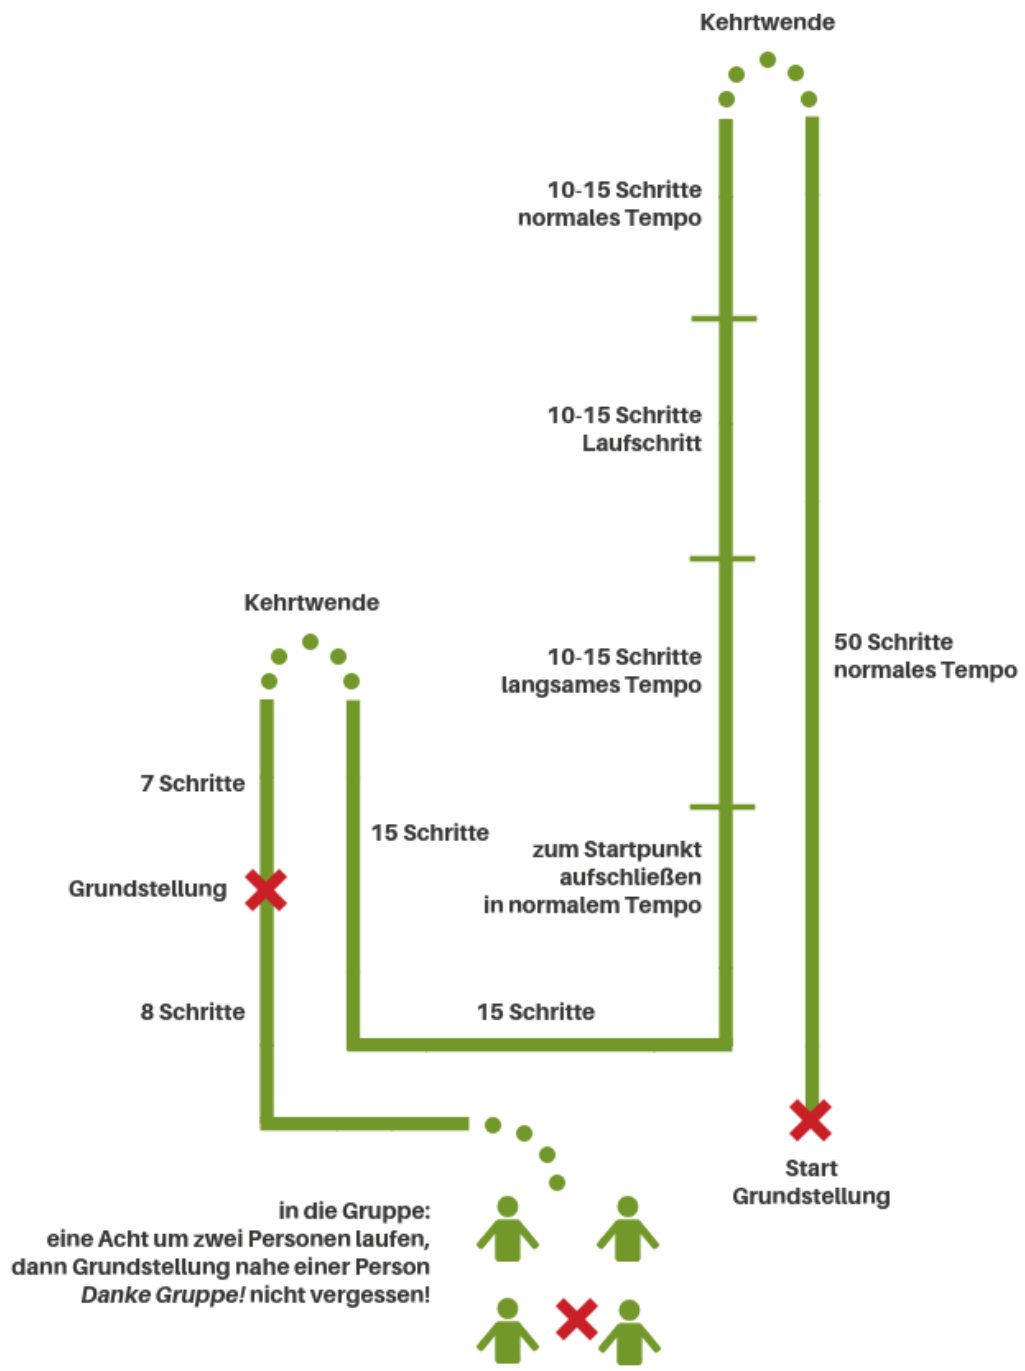 Kehrtwende
10-15 Schritte
normales Tempo
10-15 Schritte
Laufschritt
Kehrtwende
10-15 Schritte
langsames Tempo
50 Schritte
normales Tempo
7 Schritte
15 Schritte
zum Startpunkt
aufschließen
in normalem Tempo
Grundstellung
8 Schritte
15 Schritte
Start
Grundstellung
in die Gruppe:
eine Acht um zwei Personen laufen,
dann Grundstellung nahe einer Person
Danke Gruppe! nicht vergessen!